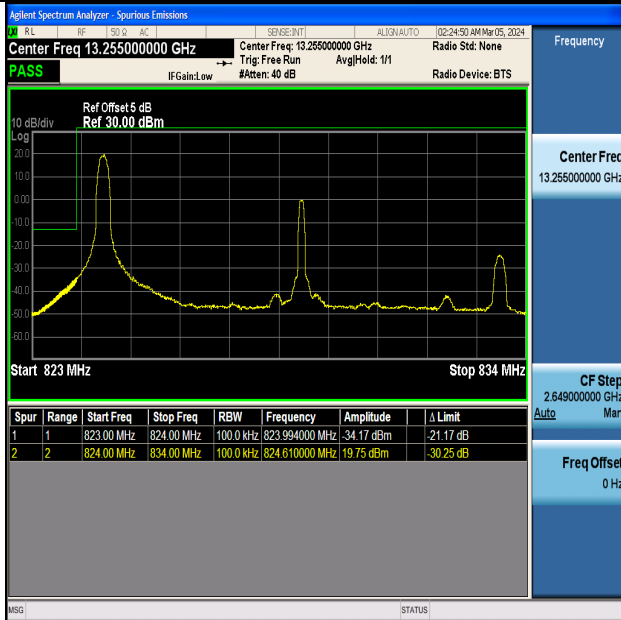 Agilent Spectrum Analyzer - Spurious Emissions
LXI RL RF 50 Ω AC SENSE:INT ALIGNAUTO 02:24:50 AM Mar 05, 2024
Center Freq 13.255000000 GHz
Center Freq: 13.255000000 GHz Radio Std: None
Trig: Free Run Avg|Hold: 1/1
PASS IFGain:Low #Atten: 40 dB Radio Device: BTS
Ref Offset 5 dB
10 dB/div Ref 30.00 dBm
Log
20.0
10.0
0.00
-10.0
-20.0
-30.0
-40.0
-50.0
-60.0
Start 823 MHz Stop 834 MHz
Spur Range Start Freq Stop Freq RBW Frequency Amplitude Δ Limit
1 1 823.00 MHz 824.00 MHz 100.0 kHz 823.994000 MHz -34.17 dBm -21.17 dB
2 2 824.00 MHz 834.00 MHz 100.0 kHz 824.610000 MHz 19.75 dBm -30.25 dB
MSG STATUS
Frequency
Center Freq
13.255000000 GHz
CF Step
2.649000000 GHz
Auto Man
Freq Offset
0 Hz